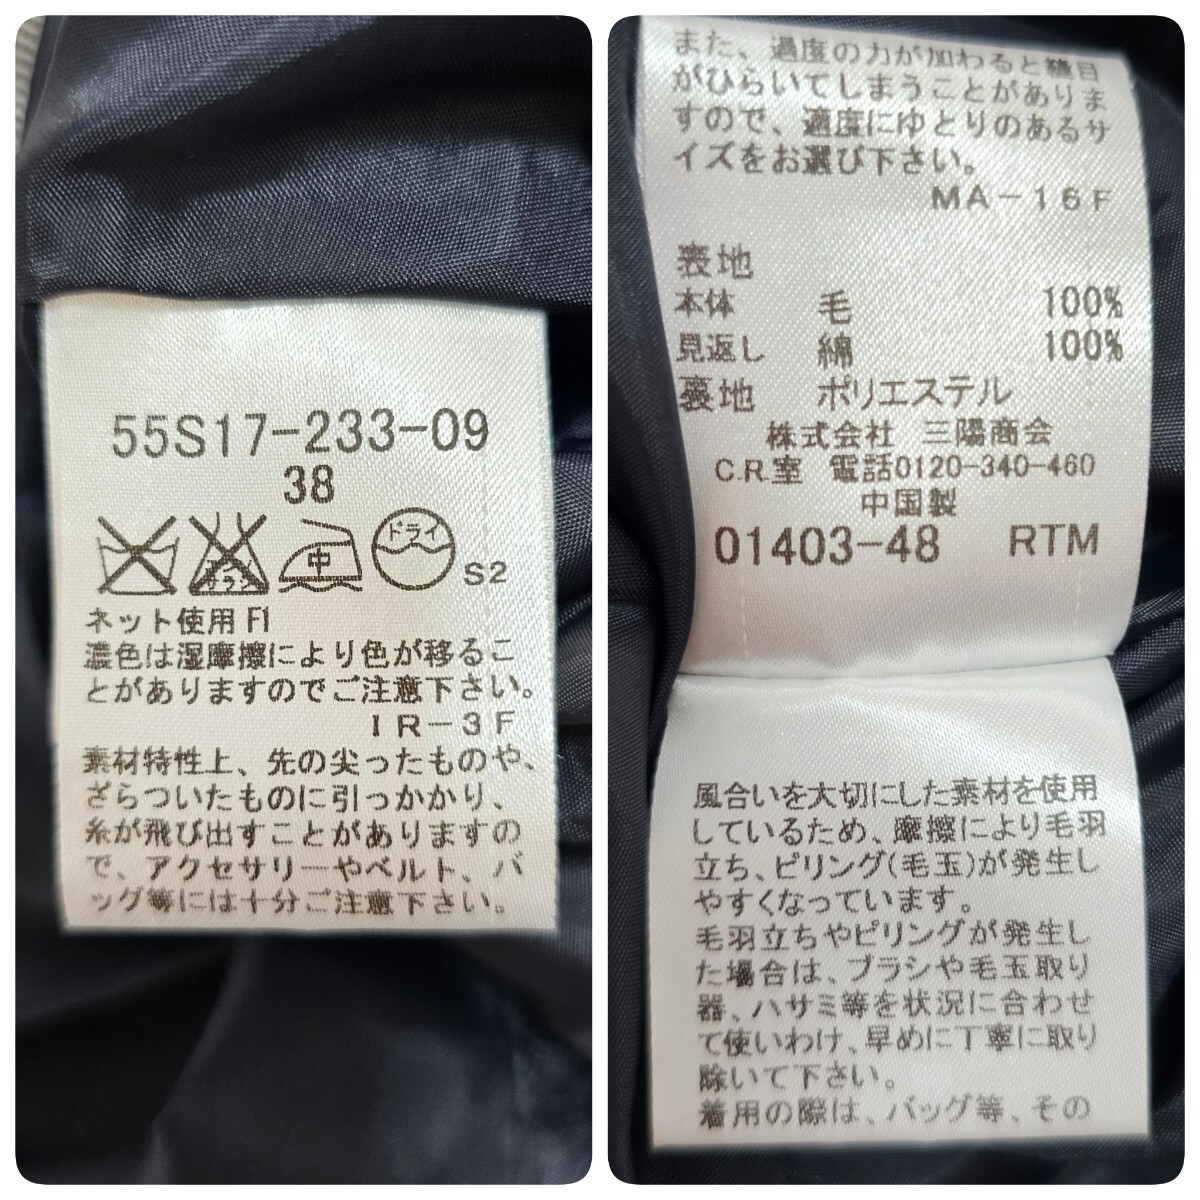 55S17-233-09
38
エンソ
サラシ
中
ドライ
S2
ネット使用 F1
濃色は湿摩擦により色が移るこ
とがありますのでご注意下さい。
IR-3F
素材特性上、先の尖ったものや、
ざらついたものに引っかかり、
糸が飛び出すことがありますの
で、アクセサリーやベルト、バ
ッグ等には十分ご注意下さい。
また、過度の力が加わると縫目
がひらいてしまうことがありま
すので、適度にゆとりのあるサ
イズをお選び下さい。
MA-16F
表地
本体 毛 100%
見返し 綿 100%
裏地 ポリエステル
株式会社 三陽商会
C.R.室 電話0120-340-460
中国製
01403-48 RTM
風合いを大切にした素材を使用
しているため、摩擦により毛羽
立ち、ピリング(毛玉)が発生し
やすくなっています。
毛羽立ちやピリングが発生し
た場合は、ブラシや毛玉取り
器、ハサミ等を状況に合わせ
て使いわけ、早めに丁寧に取り
除いて下さい。
着用の際は、バッグ等、その